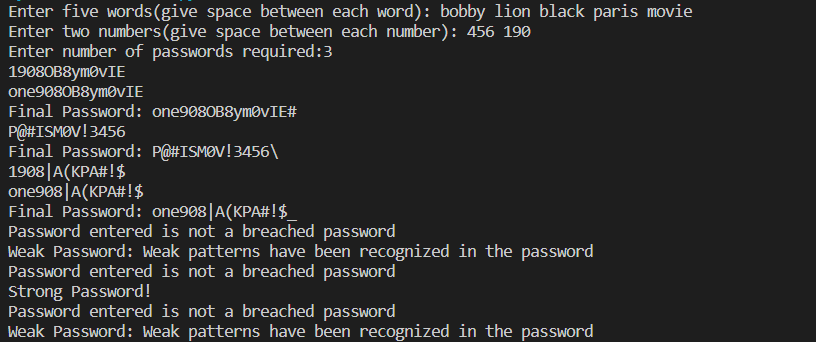 Enter five words(give space between each word): bobby lion black paris movie
Enter two numbers(give space between each number): 456 190
Enter number of passwords required:3
1908OB8ym0vIE
one908OB8ym0vIE
Final Password: one908OB8ym0vIE#
P@#ISM0V!3456
Final Password: P@#ISM0V!3456\
1908|A(KPA#!$
one908|A(KPA#!$
Final Password: one908|A(KPA#!$_
Password entered is not a breached password
Weak Password: Weak patterns have been recognized in the password
Password entered is not a breached password
Strong Password!
Password entered is not a breached password
Weak Password: Weak patterns have been recognized in the password